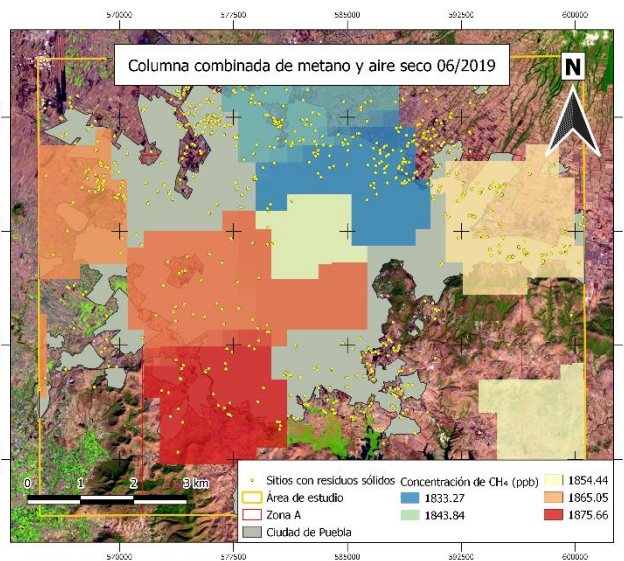 570000 577500 585000 592500 600000
Columna combinada de metano y aire seco 06/2019
N
0 1 2 3 km
Sitios con residuos sólidos
Área de estudio
Zona A
Ciudad de Puebla
Concentración de CH₄ (ppb)
1833.27
1843.84
1854.44
1865.05
1875.66
570000 577500 585000 592500 600000